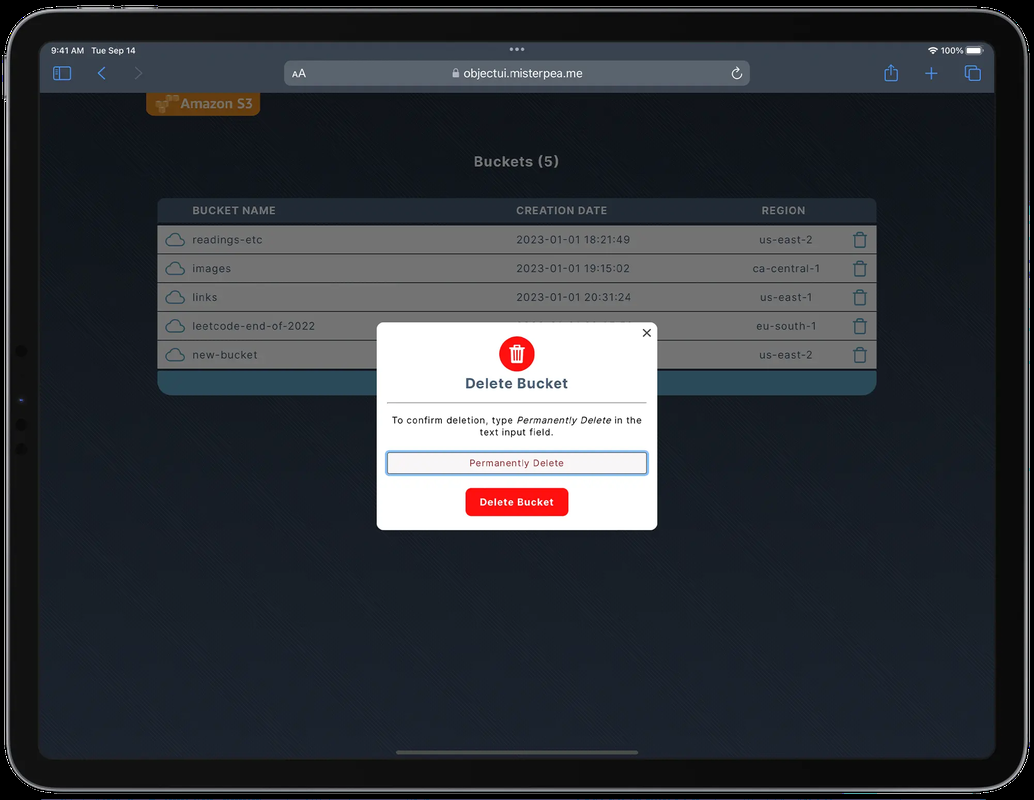 9:41 AM Tue Sep 14
100%
AA
objectui.misterpea.me
Amazon S3
Buckets (5)
BUCKET NAME CREATION DATE REGION
readings-etc 2023-01-01 18:21:49 us-east-2
images 2023-01-01 19:15:02 ca-central-1
links 2023-01-01 20:31:24 us-east-1
leetcode-end-of-2022 eu-south-1
new-bucket us-east-2
Delete Bucket
To confirm deletion, type Permanently Delete in the
text input field.
Permanently Delete
Delete Bucket